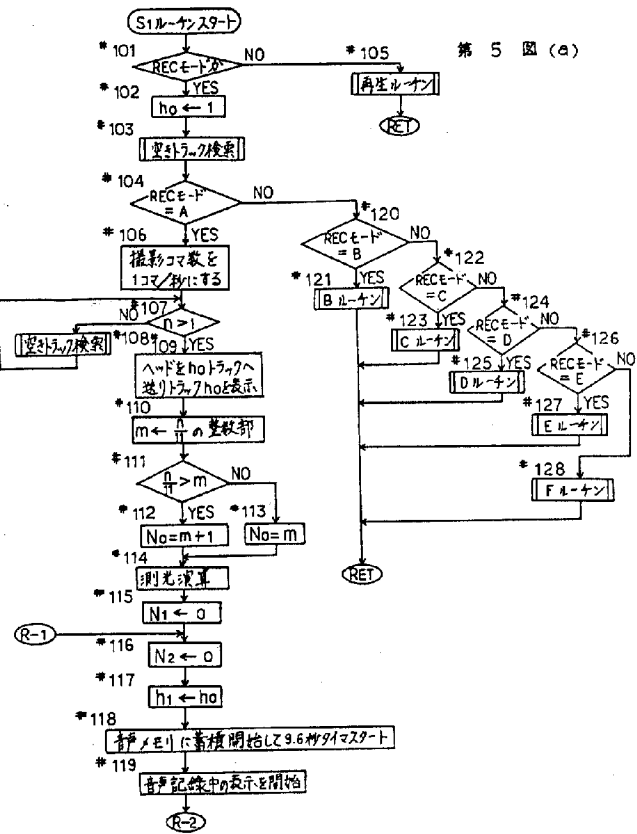 第 5 図 (a)
S1ルーチンスタート
#101
RECモードか
NO
#105
再生ルーチン
RET
YES
#102
h0 ← 1
#103
空きトラック検索
#104
RECモード
= A
NO
YES
#106
撮影コマ数を
1コマ/秒にする
#107
n > 1
NO
#108
空きトラック検索
YES
#109
ヘッドをh0トラックへ
送りトラックh0を表示
#110
m ← n/11 の整数部
#111
n/11 > m
NO
YES
#112
N0=m+1
#113
N0=m
#114
測光演算
#115
N1 ← 0
R-1
#116
N2 ← 0
#117
h1 ← h0
#118
音声メモリに蓄積開始して9.6秒タイマスタート
#119
音声記録中の表示を開始
R-2
#120
RECモード
= B
NO
YES
#121
Bルーチン
#122
RECモード
= C
NO
YES
#123
Cルーチン
#124
RECモード
= D
NO
YES
#125
Dルーチン
#126
RECモード
= E
NO
YES
#127
Eルーチン
#128
Fルーチン
RET